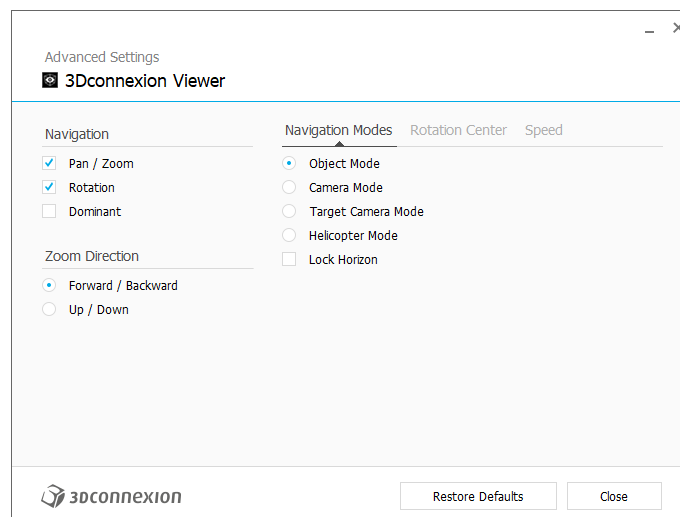 Advanced Settings
3Dconnexion Viewer
Navigation
Pan / Zoom
Rotation
Dominant
Zoom Direction
Forward / Backward
Up / Down
Navigation Modes Rotation Center Speed
Object Mode
Camera Mode
Target Camera Mode
Helicopter Mode
Lock Horizon
3Dconnexion
Restore Defaults Close